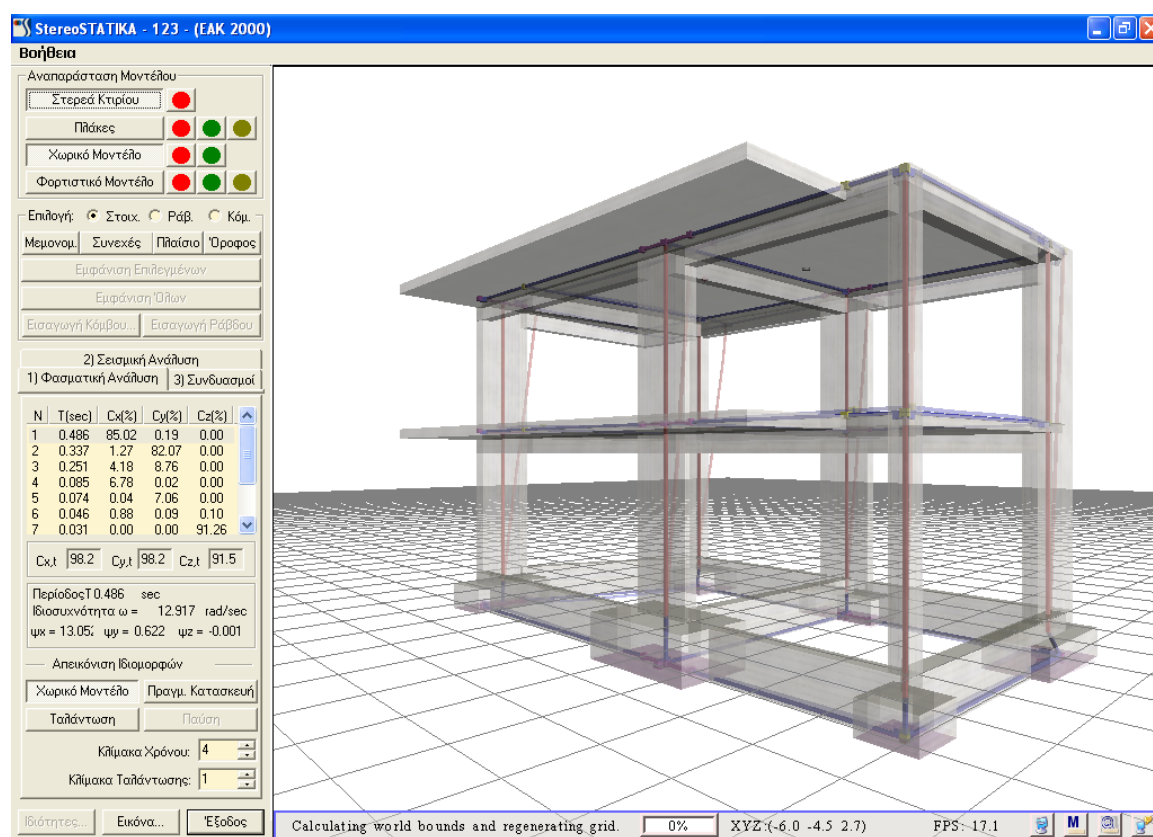 StereoSTATIKA - 123 - (EAK 2000)
Βοήθεια
Αναπαράσταση Μοντέλου
Στερεά Κτιρίου
Πλάκες
Χωρικό Μοντέλο
Φορτιστικό Μοντέλο
Επιλογή: Στοιχ. Ράβ. Κόμ.
Μεμονομ. Συνεχές Πλαίσιο Όροφος
Εμφάνιση Επιλεγμένων
Εμφάνιση Όλων
Εισαγωγή Κόμβου... Εισαγωγή Ράβδου
2) Σεισμική Ανάλυση
1) Φασματική Ανάλυση 3) Συνδυασμοί
N T(sec) Cx(%) Cy(%) Cz(%)
1 0.486 85.02 0.19 0.00
2 0.337 1.27 82.07 0.00
3 0.251 4.18 8.76 0.00
4 0.085 6.78 0.02 0.00
5 0.074 0.04 7.06 0.00
6 0.046 0.88 0.09 0.10
7 0.031 0.00 0.00 91.26
Cx,t 98.2 Cy,t 98.2 Cz,t 91.5
ΠερίοδοςΤ 0.486 sec
Ιδιοσυχνότητα ω = 12.917 rad/sec
ψx = 13.052 ψy = 0.622 ψz = -0.001
Απεικόνιση Ιδιομορφών
Χωρικό Μοντέλο Πραγμ. Κατασκευή
Ταλάντωση Παύση
Κλίμακα Χρόνου: 4
Κλίμακα Ταλάντωσης: 1
Ιδιότητες... Εικόνα... Έξοδος
Calculating world bounds and regenerating grid. 0% XYZ:(-6.0 -4.5 2.7) FPS: 17.1 M